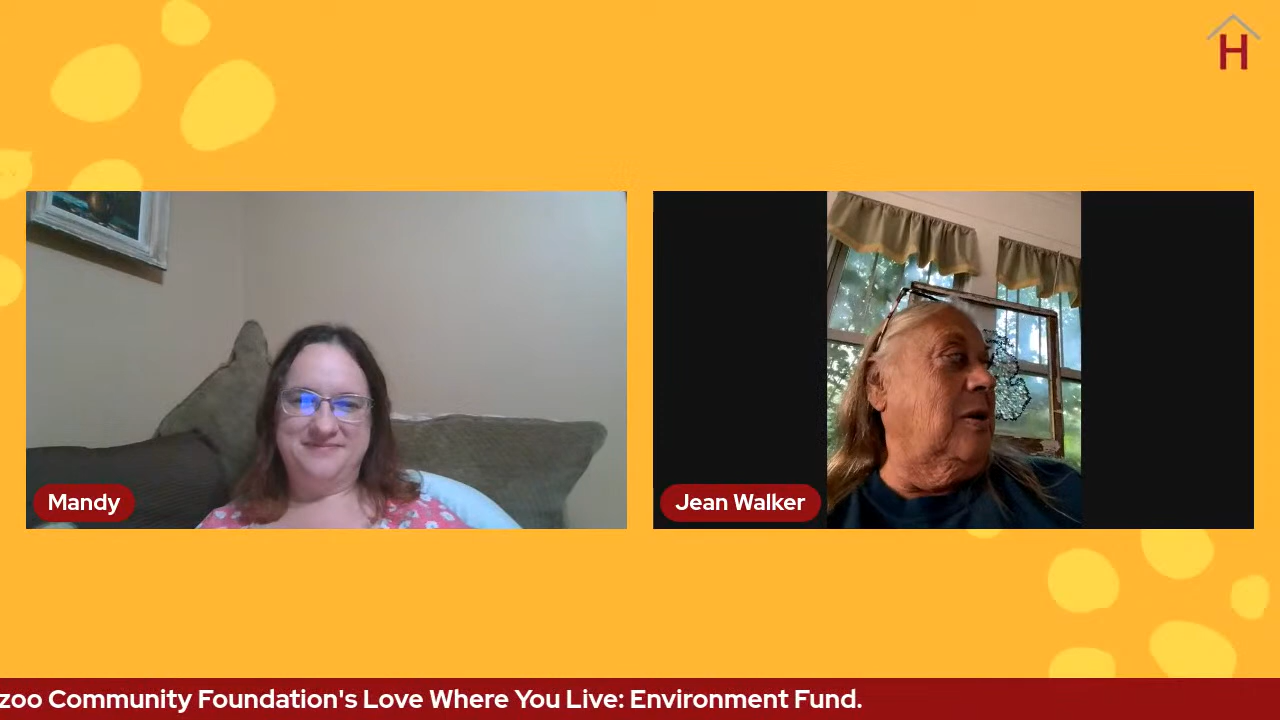 H
Mandy
Jean Walker
zoo Community Foundation's Love Where You Live: Environment Fund.